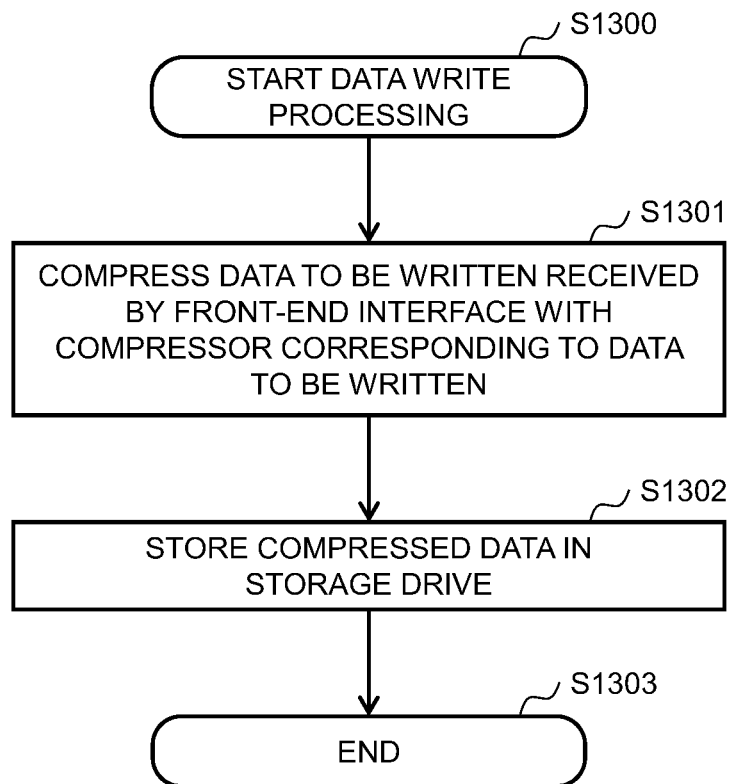 S1300
START DATA WRITE
PROCESSING
S1301
COMPRESS DATA TO BE WRITTEN RECEIVED
BY FRONT-END INTERFACE WITH
COMPRESSOR CORRESPONDING TO DATA
TO BE WRITTEN
S1302
STORE COMPRESSED DATA IN
STORAGE DRIVE
S1303
END